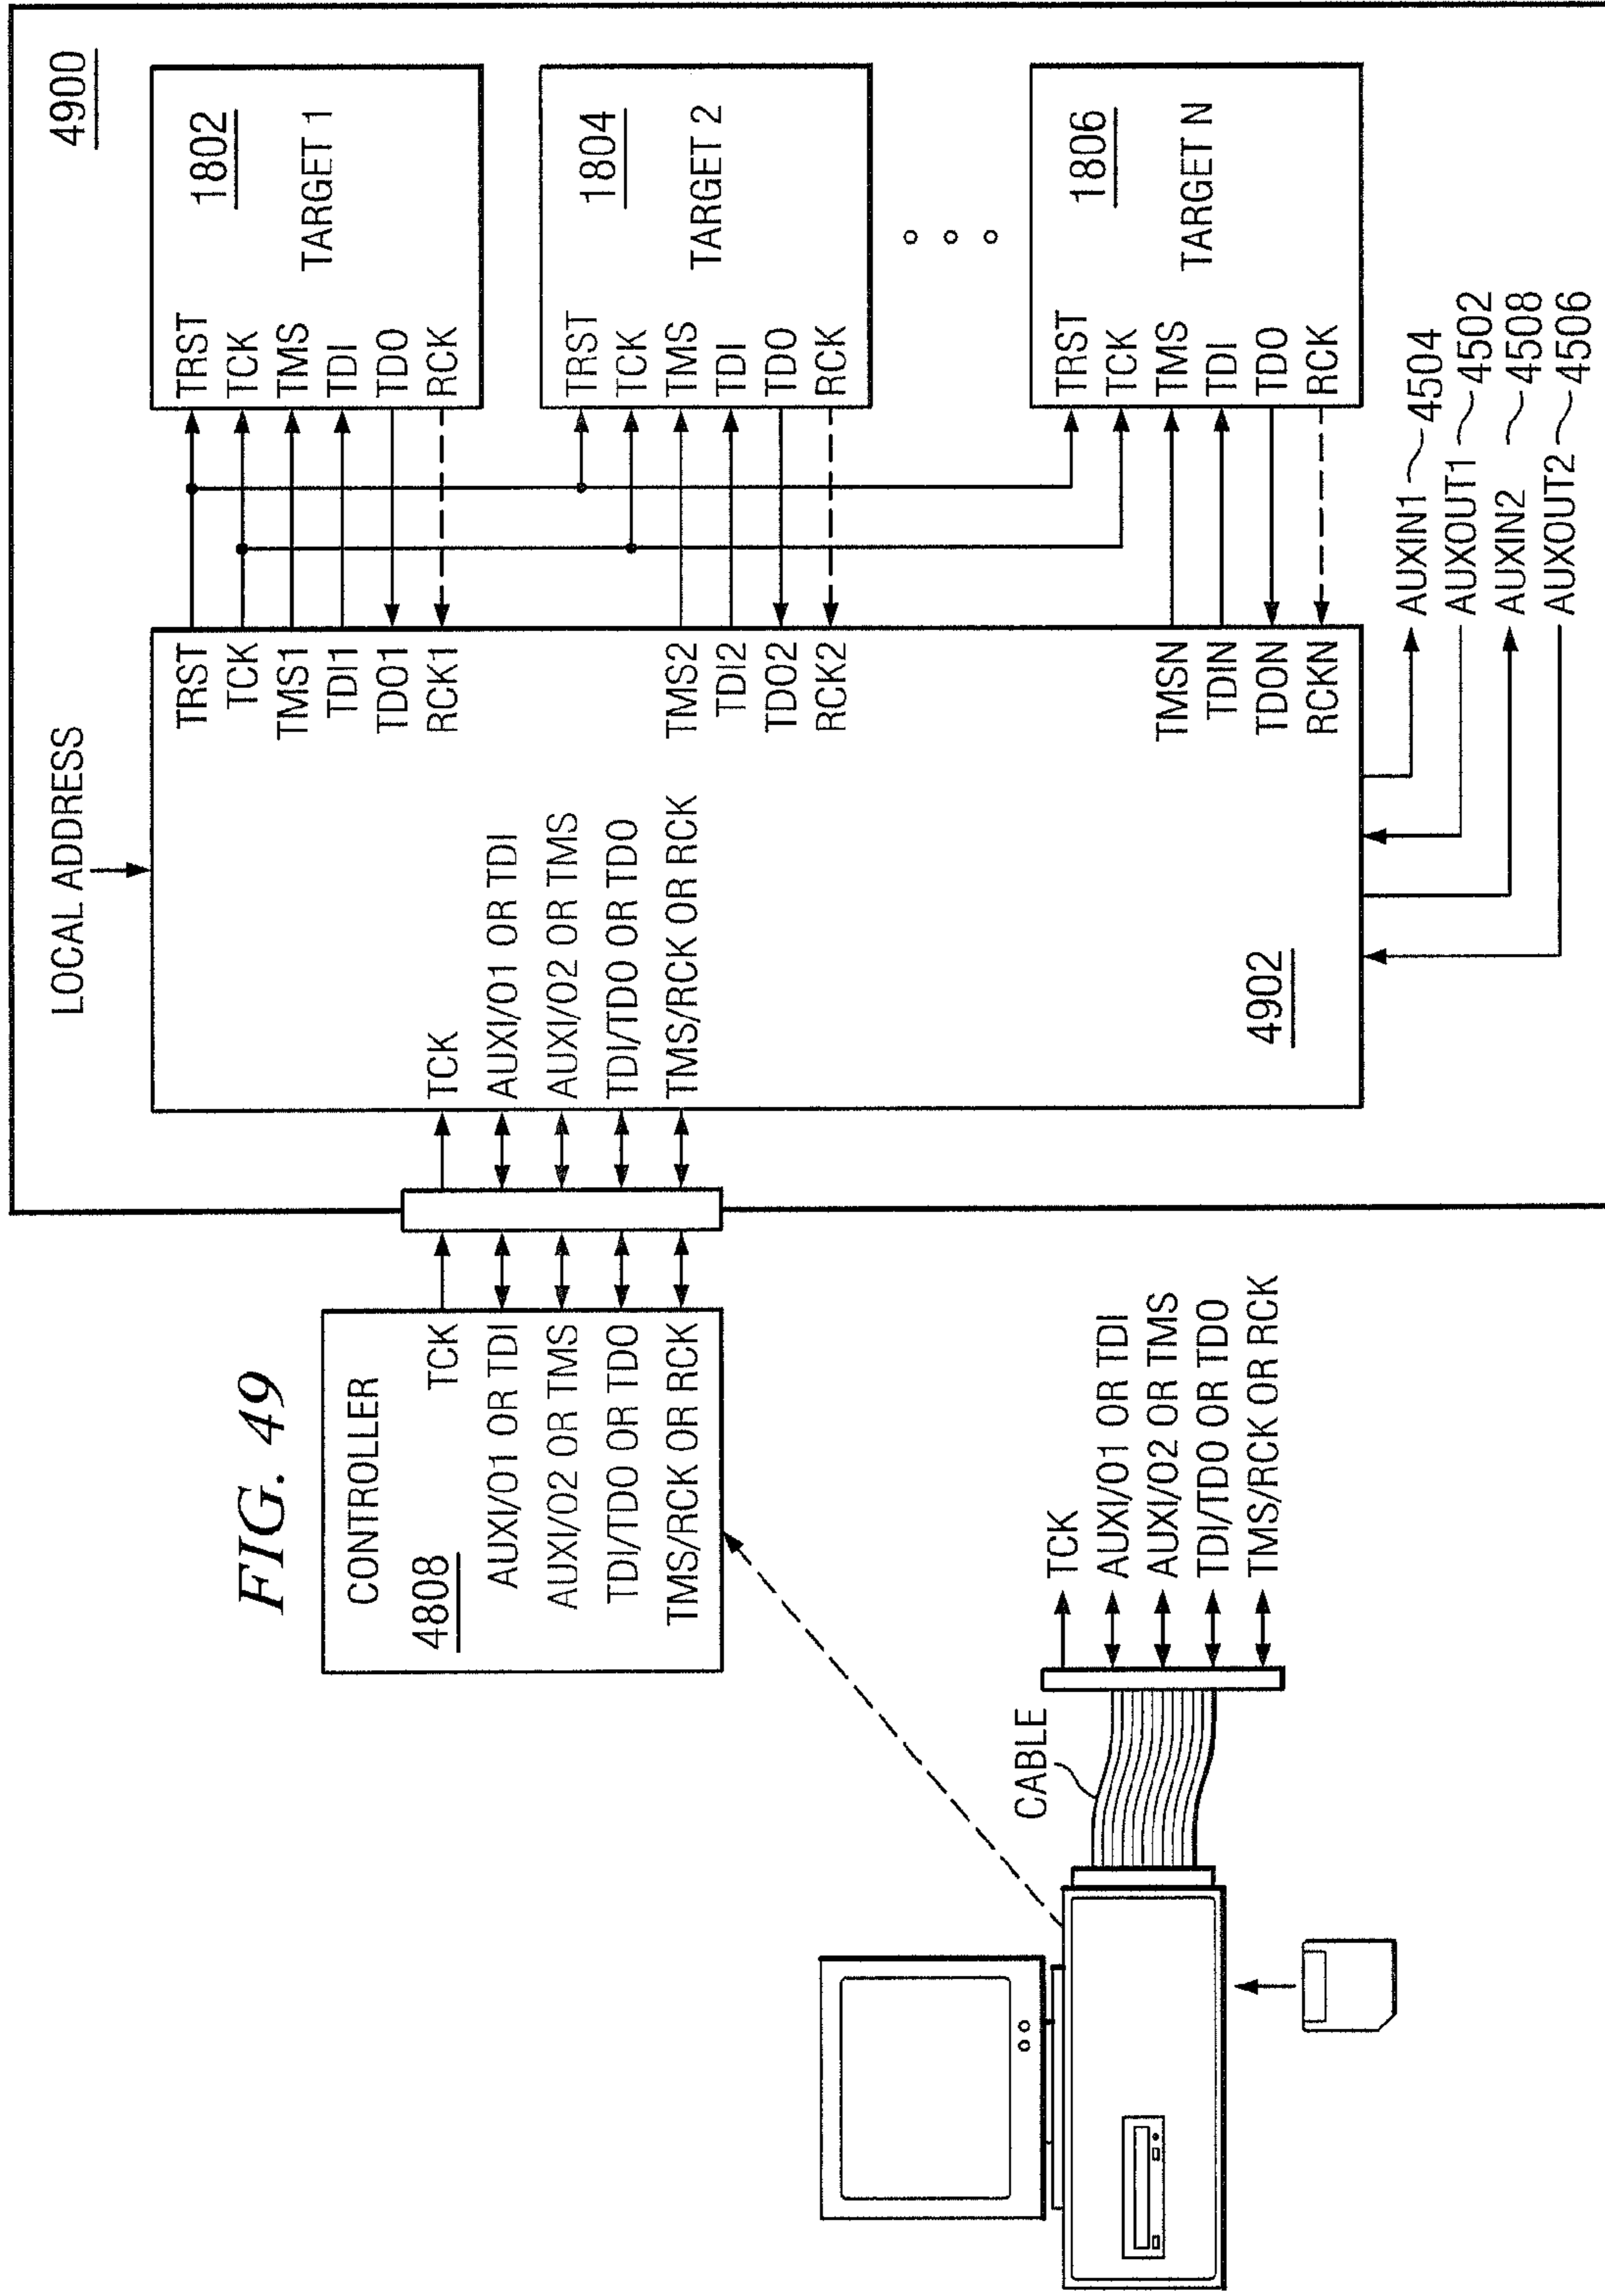 FIG. 49
4900
LOCAL ADDRESS
CONTROLLER
4808
TCK
AUXI/O1 OR TDI
AUXI/O2 OR TMS
TDI/TDO OR TDO
TMS/RCK OR RCK
TCK
AUXI/O1 OR TDI
AUXI/O2 OR TMS
TDI/TDO OR TDO
TMS/RCK OR RCK
4902
TRST
TCK
TMS1
TDI1
TDO1
RCK1
TMS2
TDI2
TDO2
RCK2
TMSN
TDIN
TDON
RCKN
TRST
TCK
TMS
TDI
TDO
RCK
1802
TARGET 1
TRST
TCK
TMS
TDI
TDO
RCK
1804
TARGET 2
TRST
TCK
TMS
TDI
TDO
RCK
1806
TARGET N
AUXIN1 4504
AUXOUT1 4502
AUXIN2 4508
AUXOUT2 4506
CABLE
TCK
AUXI/O1 OR TDI
AUXI/O2 OR TMS
TDI/TDO OR TDO
TMS/RCK OR RCK